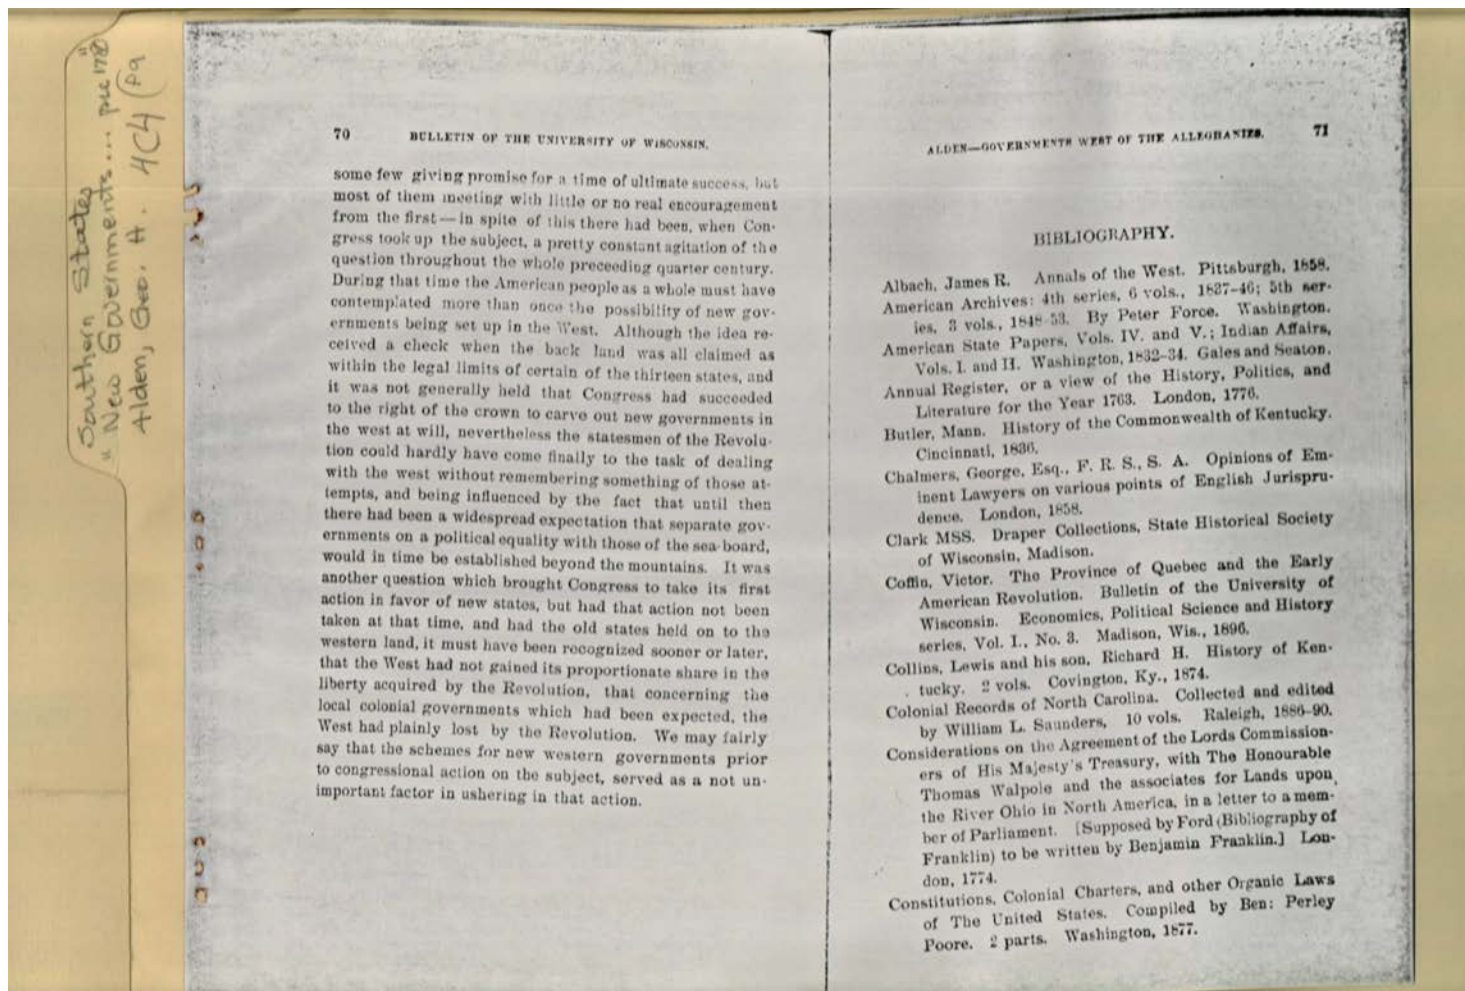 Southern States
"New Governments... pre 178
Alden, Geo. H. 4C4 (Pg
70 BULLETIN OF THE UNIVERSITY OF WISCONSIN.
some few giving promise for a time of ultimate success, but
most of them meeting with little or no real encouragement
from the first — in spite of this there had been, when Con-
gress took up the subject, a pretty constant agitation of the
question throughout the whole preceeding quarter century.
During that time the American people as a whole must have
contemplated more than once the possibility of new gov-
ernments being set up in the West. Although the idea re-
ceived a check when the back land was all claimed as
within the legal limits of certain of the thirteen states, and
it was not generally held that Congress had succeeded
to the right of the crown to carve out new governments in
the west at will, nevertheless the statesmen of the Revolu-
tion could hardly have come finally to the task of dealing
with the west without remembering something of those at-
tempts, and being influenced by the fact that until then
there had been a widespread expectation that separate gov-
ernments on a political equality with those of the sea-board,
would in time be established beyond the mountains. It was
another question which brought Congress to take its first
action in favor of new states, but had that action not been
taken at that time, and had the old states held on to the
western land, it must have been recognized sooner or later,
that the West had not gained its proportionate share in the
liberty acquired by the Revolution, that concerning the
local colonial governments which had been expected, the
West had plainly lost by the Revolution. We may fairly
say that the schemes for new western governments prior
to congressional action on the subject, served as a not un-
important factor in ushering in that action.
ALDEN—GOVERNMENTS WEST OF THE ALLEGHANIES. 71
BIBLIOGRAPHY.
Albach, James R. Annals of the West. Pittsburgh, 1858.
American Archives: 4th series, 6 vols., 1837-46; 5th ser-
ies, 3 vols., 1848-53. By Peter Force. Washington.
American State Papers, Vols. IV. and V.; Indian Affairs,
Vols. I. and II. Washington, 1832-34. Gales and Seaton.
Annual Register, or a view of the History, Politics, and
Literature for the Year 1763. London, 1776.
Butler, Mann. History of the Commonwealth of Kentucky.
Cincinnati, 1836.
Chalmers, George, Esq., F. R. S., S. A. Opinions of Em-
inent Lawyers on various points of English Jurispru-
dence. London, 1858.
Clark MSS. Draper Collections, State Historical Society
of Wisconsin, Madison.
Coffin, Victor. The Province of Quebec and the Early
American Revolution. Bulletin of the University of
Wisconsin. Economics, Political Science and History
series, Vol. I., No. 3. Madison, Wis., 1896.
Collins, Lewis and his son, Richard H. History of Ken-
tucky. 2 vols. Covington, Ky., 1874.
Colonial Records of North Carolina. Collected and edited
by William L. Saunders, 10 vols. Raleigh, 1886-90.
Considerations on the Agreement of the Lords Commission-
ers of His Majesty's Treasury, with The Honourable
Thomas Walpole and the associates for Lands upon
the River Ohio in North America, in a letter to a mem-
ber of Parliament. [Supposed by Ford (Bibliography of
Franklin) to be written by Benjamin Franklin.] Lon-
don, 1774.
Constitutions, Colonial Charters, and other Organic Laws
of The United States. Compiled by Ben: Perley
Poore. 2 parts. Washington, 1877.